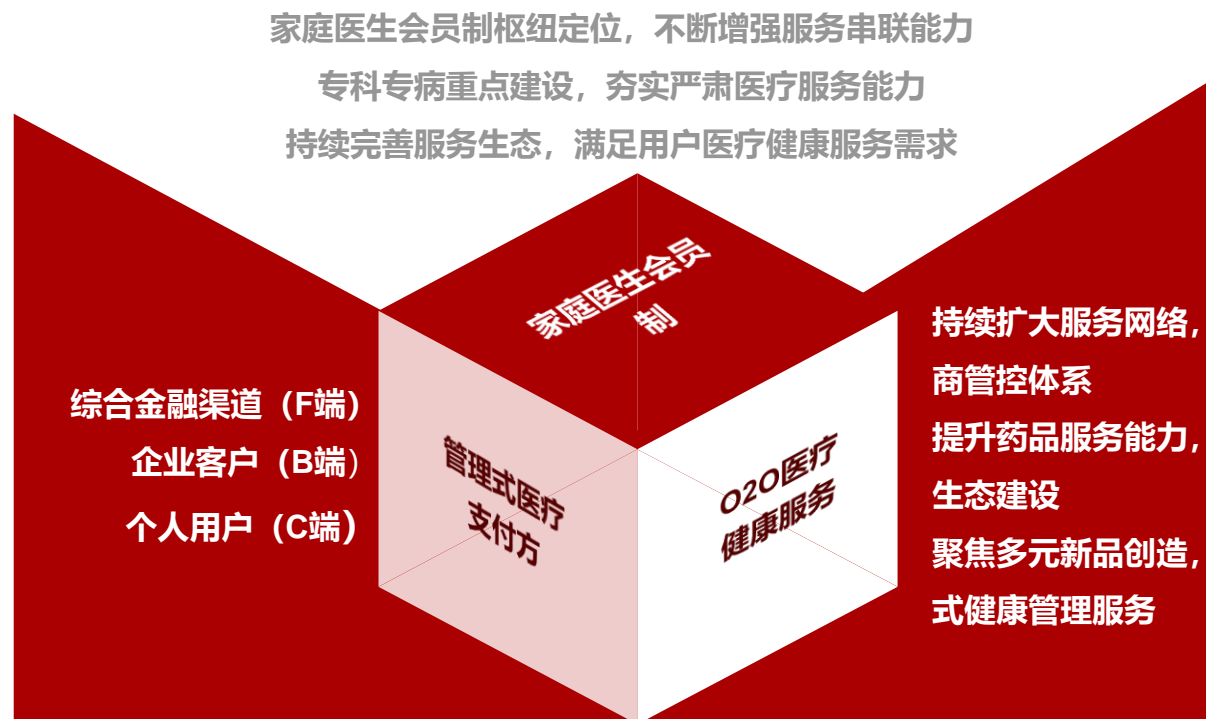 家庭医生会员制枢纽定位，不断增强服务串联能力
专科专病重点建设，夯实严肃医疗服务能力
持续完善服务生态，满足用户医疗健康服务需求
家庭医生会员
制
综合金融渠道（F端）
企业客户（B端）
个人用户（C端）
管理式医疗
支付方
O2O医疗
健康服务
持续扩大服务网络，
商管控体系
提升药品服务能力，
生态建设
聚焦多元新品创造，
式健康管理服务